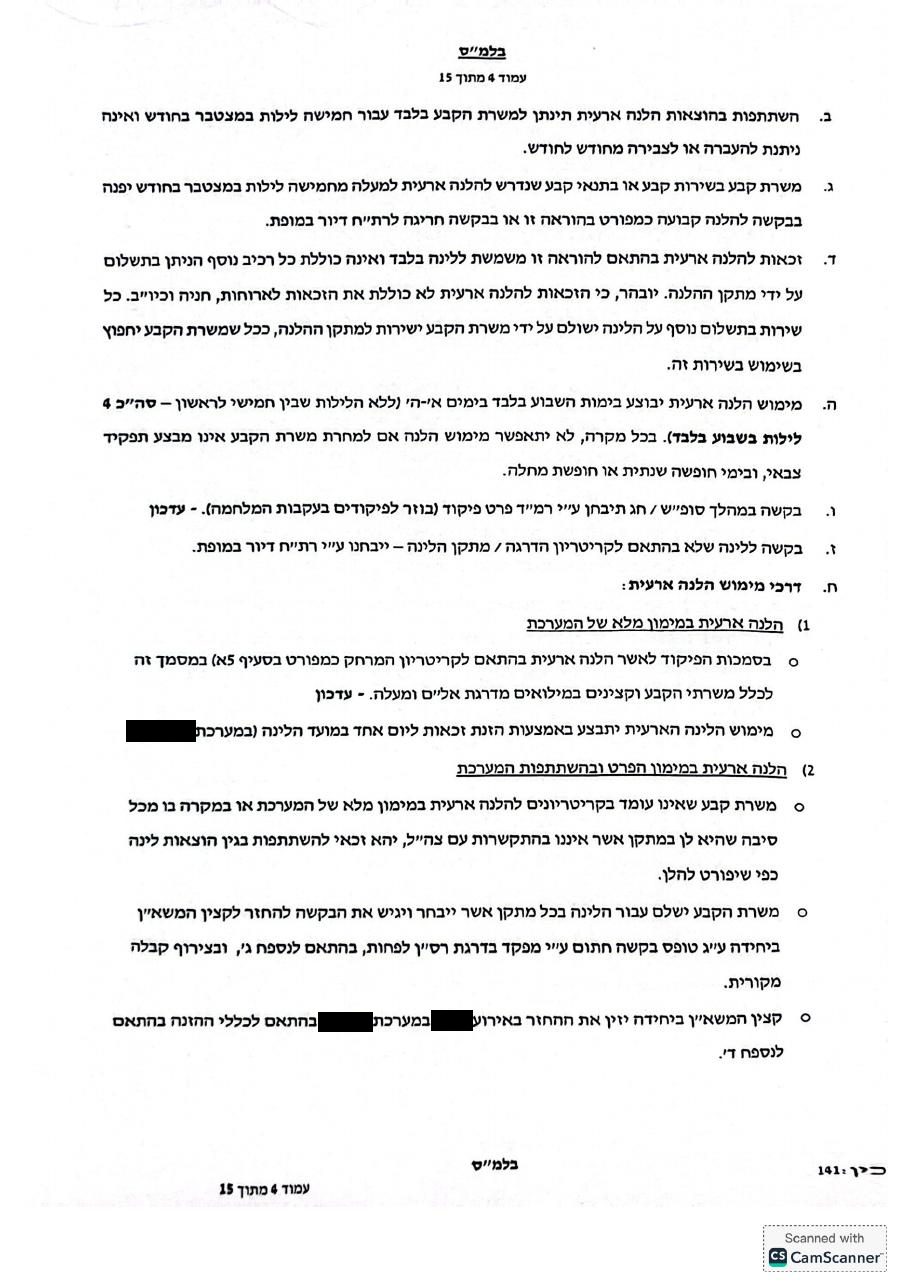 בלמ"ס
עמוד 4 מתוך 15
ב. השתתפות בהוצאות הלנה ארעית תינתן למשרת הקבע בלבד עבור חמישה לילות במצטבר בחודש ואינה
ניתנת להעברה או לצבירה מחודש לחודש.
ג. משרת קבע בשירות קבע או בתנאי קבע שנדרש להלנה ארעית למעלה מחמישה לילות במצטבר בחודש יפנה
בבקשה להלנה קבועה כמפורט בהוראה זו או בבקשה חריגה לרת"ח דיור במופת.
ד. זכאות להלנה ארעית בהתאם להוראה זו משמשת ללינה בלבד ואינה כוללת כל רכיב נוסף הניתן בתשלום
על ידי מתקן ההלנה. יובהר, כי הזכאות להלנה ארעית לא כוללת את הזכאות לארוחות, חניה וכיו"ב. כל
שירות בתשלום נוסף על הלינה ישולם על ידי משרת הקבע ישירות למתקן ההלנה, ככל שמשרת הקבע יחפוץ
בשימוש בשירות זה.
ה. מימוש הלנה ארעית יבוצע בימות השבוע בלבד בימים א'-ה' (ללא הלילות שבין חמישי לראשון – סה"כ 4
לילות בשבוע בלבד). בכל מקרה, לא יתאפשר מימוש הלנה אם למחרת משרת הקבע אינו מבצע תפקיד
צבאי, ובימי חופשה שנתית או חופשת מחלה.
ו. בקשה במהלך סופ"ש / חג תיבחן ע"י רמ"ד פרט פיקוד (בוזר לפיקודים בעקבות המלחמה). - עדכון
ז. בקשה ללינה שלא בהתאם לקריטריון הדרגה / מתקן הלינה – ייבחנו ע"י רת"ח דיור במופת.
ח. דרכי מימוש הלנה ארעית:
1) הלנה ארעית במימון מלא של המערכת
o בסמכות הפיקוד לאשר הלנה ארעית בהתאם לקריטריון המרחק כמפורט בסעיף 5א) במסמך זה
לכלל משרתי הקבע וקצינים במילואים מדרגת אל"ם ומעלה. - עדכון
o מימוש הלינה הארעית יתבצע באמצעות הזנת זכאות ליום אחד במועד הלינה (במערכת
2) הלנה ארעית במימון הפרט ובהשתתפות המערכת
o משרת קבע שאינו עומד בקריטריונים להלנה ארעית במימון מלא של המערכת או במקרה בו מכל
סיבה שהיא לן במתקן אשר איננו בהתקשרות עם צה"ל, יהא זכאי להשתתפות בגין הוצאות לינה
כפי שיפורט להלן.
o משרת הקבע ישלם עבור הלינה בכל מתקן אשר ייבחר ויגיש את הבקשה להחזר לקצין המשא"ן
ביחידה ע"ג טופס בקשה חתום ע"י מפקד בדרגת רס"ן לפחות, בהתאם לנספח ג', ובצירוף קבלה
מקורית.
o קצין המשא"ן ביחידה יזין את ההחזר באירוע במערכת בהתאם לכללי ההזנה בהתאם
לנספח ד'.
בלמ"ס
141
עמוד 4 מתוך 15
Scanned with
CS CamScanner